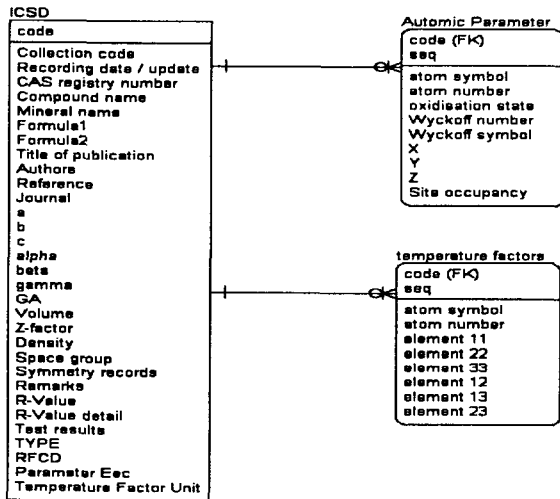 ICSD
code
Collection code
Recording date / update
CAS registry number
Compound name
Mineral name
Formula1
Formula2
Title of publication
Authors
Reference
Journal
a
b
c
alpha
beta
gamma
GA
Volume
Z-factor
Density
Space group
Symmetry records
Remarks
R-Value
R-Value detail
Test results
TYPE
RFCD
Parameter Eec
Temperature Factor Unit
Automic Parameter
code (FK)
seq
atom symbol
atom number
oxidisation state
Wyckoff number
Wyckoff symbol
X
Y
Z
Site occupancy
temperature factors
code (FK)
seq
atom symbol
atom number
element 11
element 22
element 33
element 12
element 13
element 23